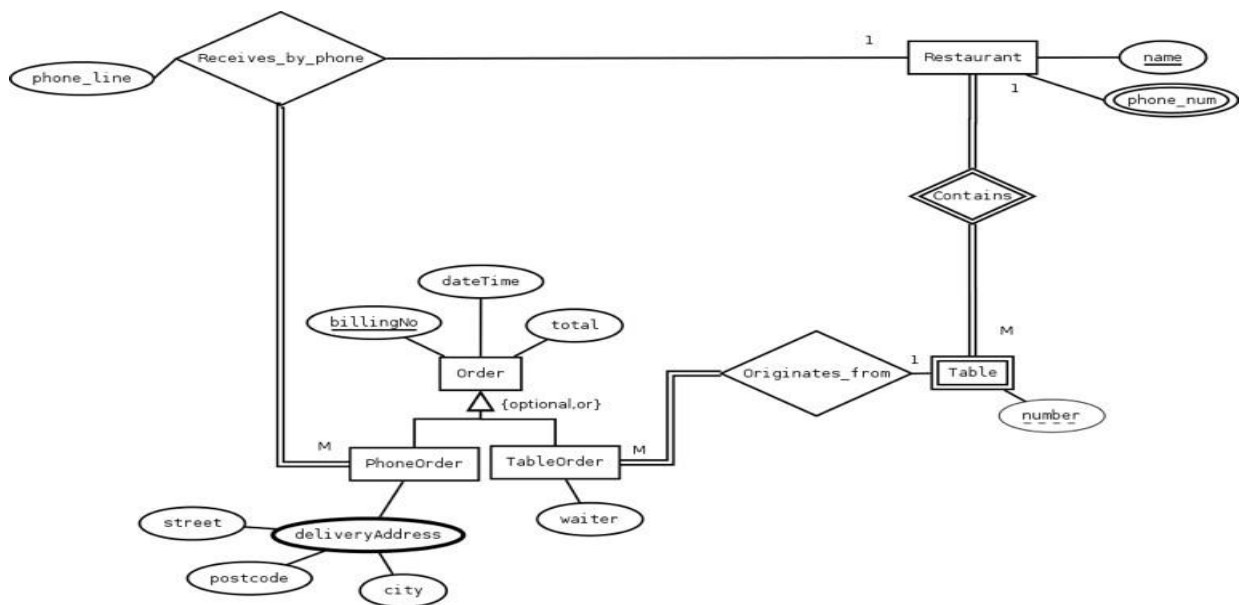 1
Receives_by_phone
Restaurant
name
phone_line
1
phone_num
Contains
dateTime
billingNo
total
M
Order
Originates_from
1
Table
{optional,or}
number
M
M
PhoneOrder
TableOrder
street
waiter
deliveryAddress
postcode
city